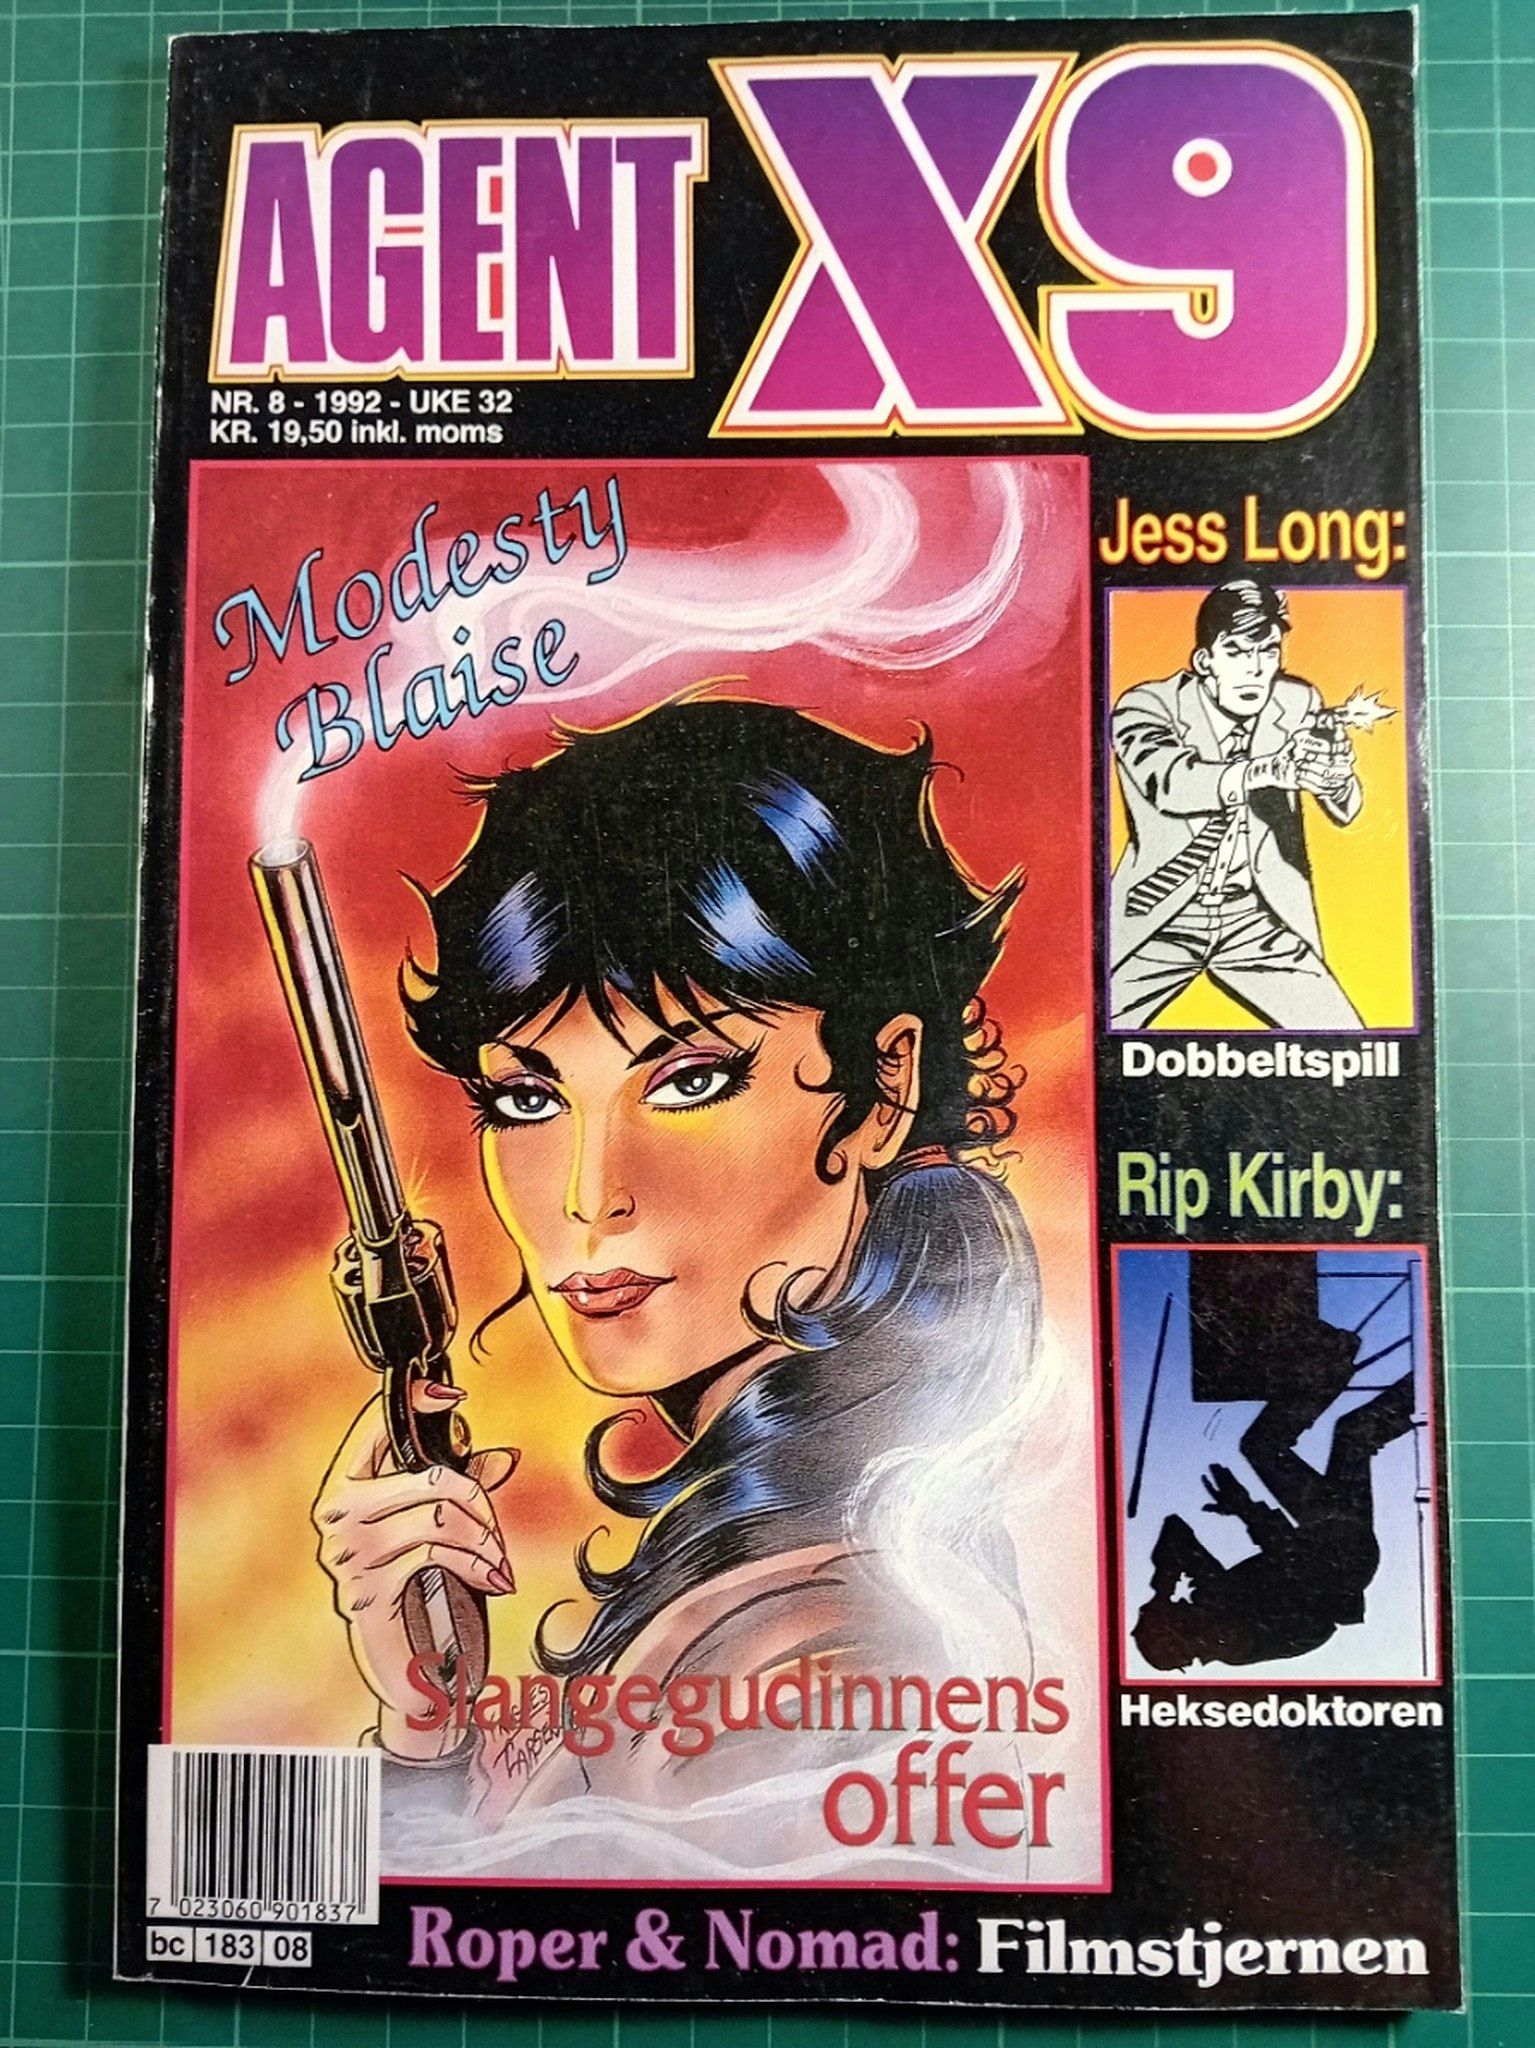 AGENT X9
NR. 8 - 1992 - UKE 32
KR. 19,50 inkl. moms
Modesty
Blaise
Jess Long:
Dobbeltspill
Rip Kirby:
Heksedoktoren
Slangegudinnens
offer
7 023060 901837
bc 183 08
Roper & Nomad: Filmstjernen